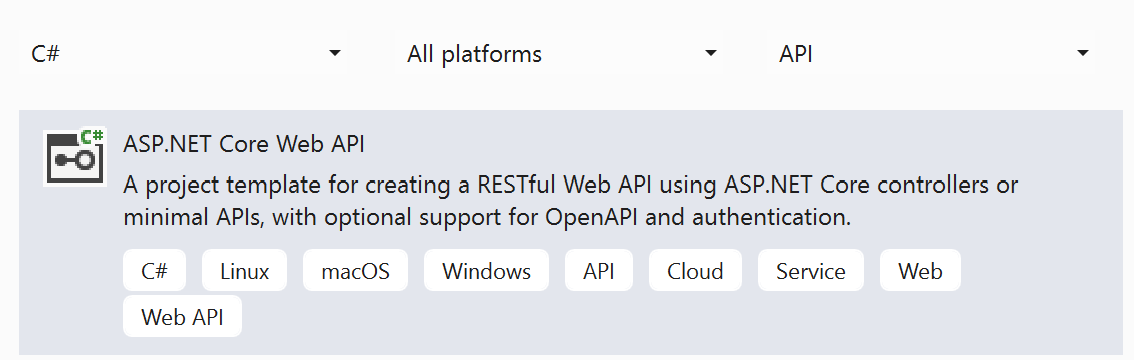 C# All platforms API
C#
ASP.NET Core Web API
A project template for creating a RESTful Web API using ASP.NET Core controllers or
minimal APIs, with optional support for OpenAPI and authentication.
C# Linux macOS Windows API Cloud Service Web
Web API